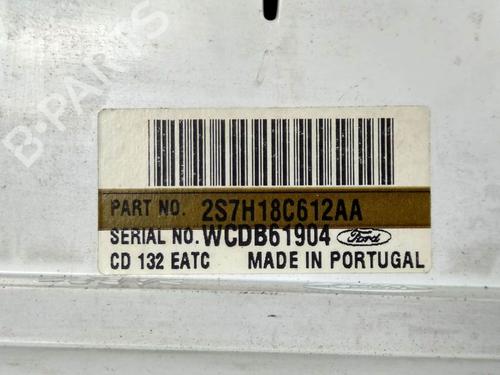 B-PARTS
PART NO. 2S7H18C612AA
SERIAL NO. WCDB61904 Ford
CD 132 EATC MADE IN PORTUGAL